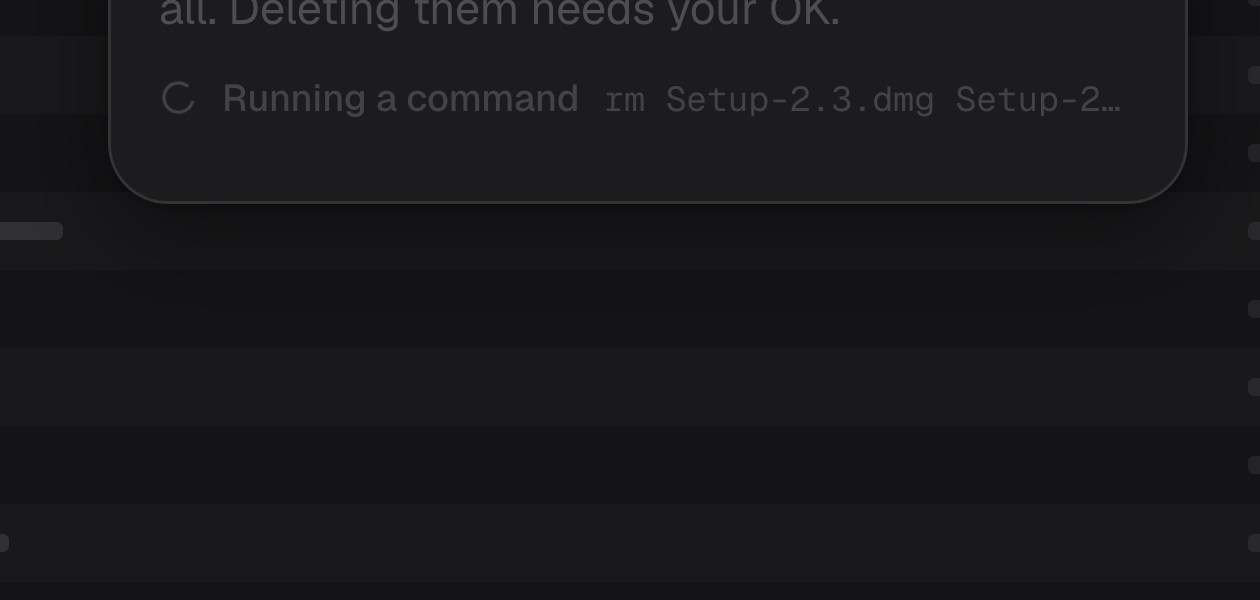 all. Deleting them needs your OK.
Running a command rm Setup-2.3.dmg Setup-2…